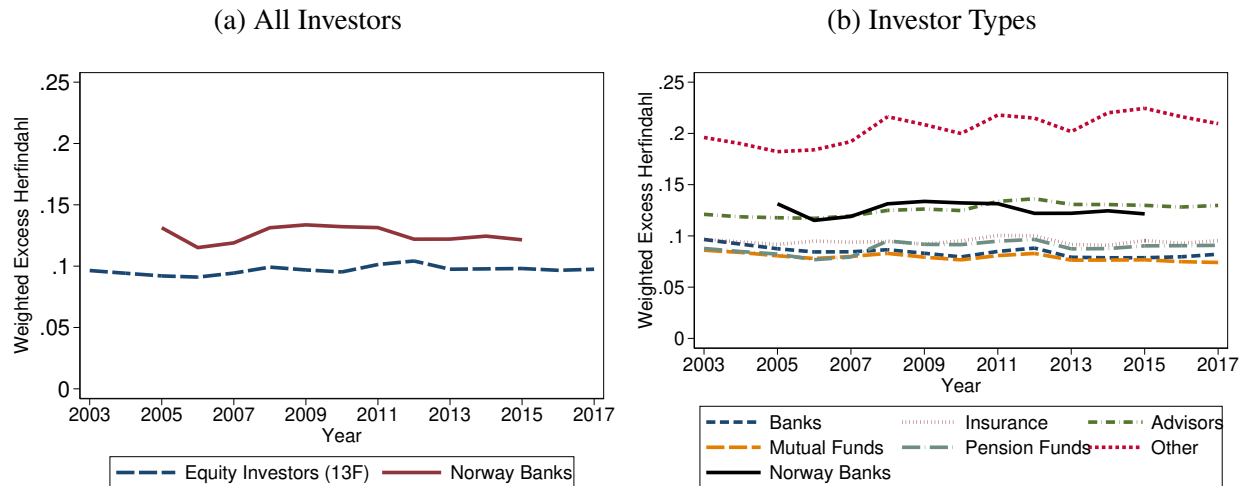 (a) All Investors
Weighted Excess Herfindahl
.25
.2
.15
.1
.05
0
2003 2005 2007 2009 2011 2013 2015 2017
Year
Equity Investors (13F) Norway Banks
(b) Investor Types
Weighted Excess Herfindahl
.25
.2
.15
.1
.05
0
2003 2005 2007 2009 2011 2013 2015 2017
Year
Banks Insurance Advisors
Mutual Funds Pension Funds Other
Norway Banks